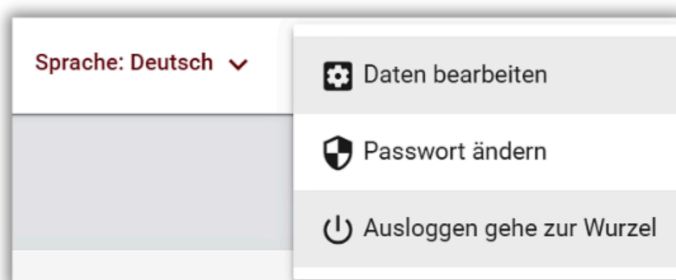 Sprache: Deutsch
Daten bearbeiten
Passwort ändern
Ausloggen gehe zur Wurzel